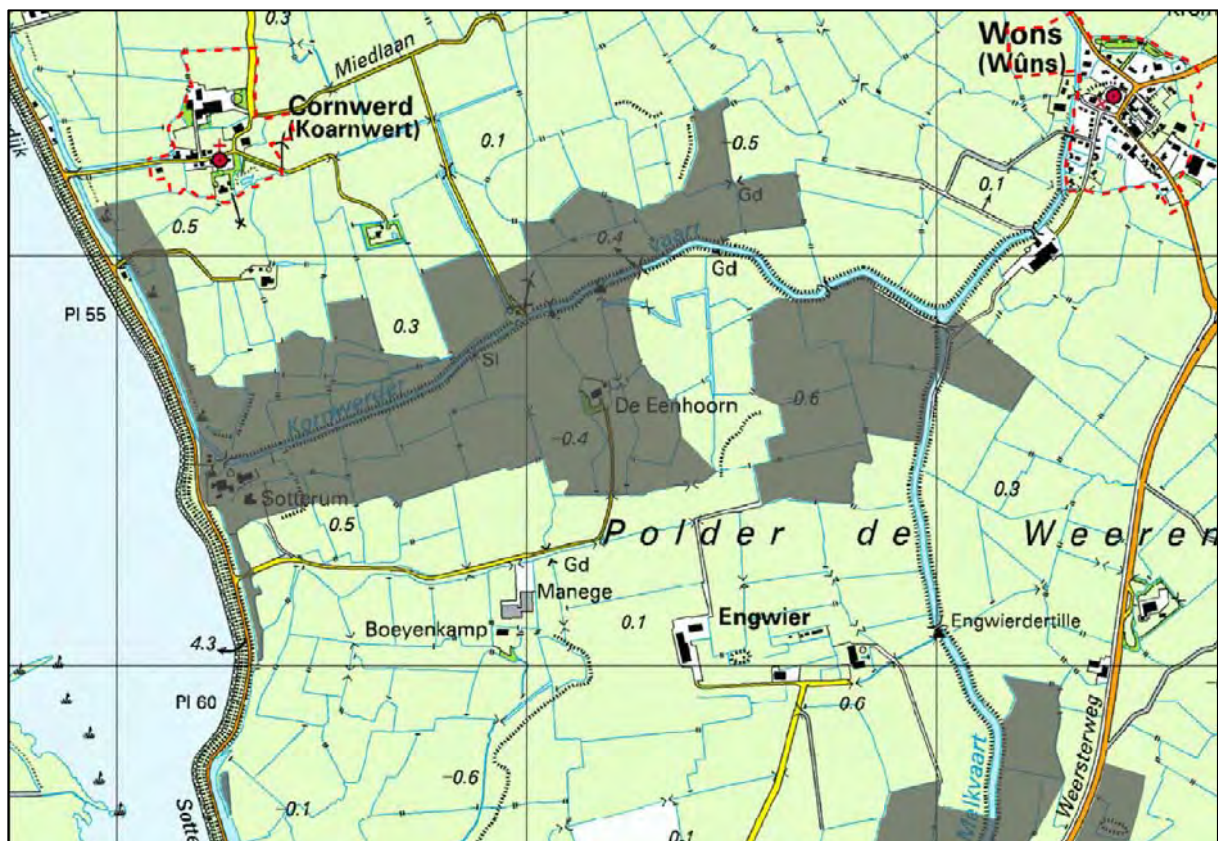 0.3
Miedlaan
Wons
(Wûns)
Cornwerd
(Koarnwert)
0.1
-0.5
0.1
Gd
0.5
0.4
vaart
Gd
Pl 55
0.3
Sl
Kornwerder
De Eenhoorn
-0.6
-0.4
Sotterum
0.3
0.5
Polder de Weeren
Gd
Manege
0.1
Engwier
Boeyenkamp
Engwierdertille
4.3
Pl 60
0.6
-0.6
Melkvaart
Weersterweg
-0.1
Sotte
0.1